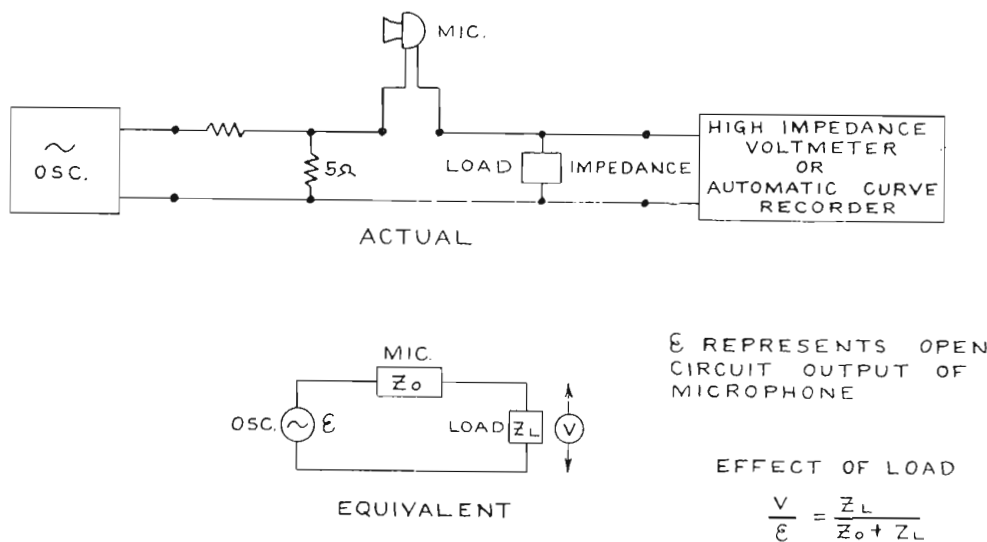 MIC.
∼
OSC.
5Ω
LOAD IMPEDANCE
HIGH IMPEDANCE
VOLTMETER
OR
AUTOMATIC CURVE
RECORDER
ACTUAL
MIC.
Zo
OSC. ∼ Ɛ
LOAD ZL
V
EQUIVALENT
Ɛ REPRESENTS OPEN
CIRCUIT OUTPUT OF
MICROPHONE
EFFECT OF LOAD
V/Ɛ = ZL/Zo + ZL